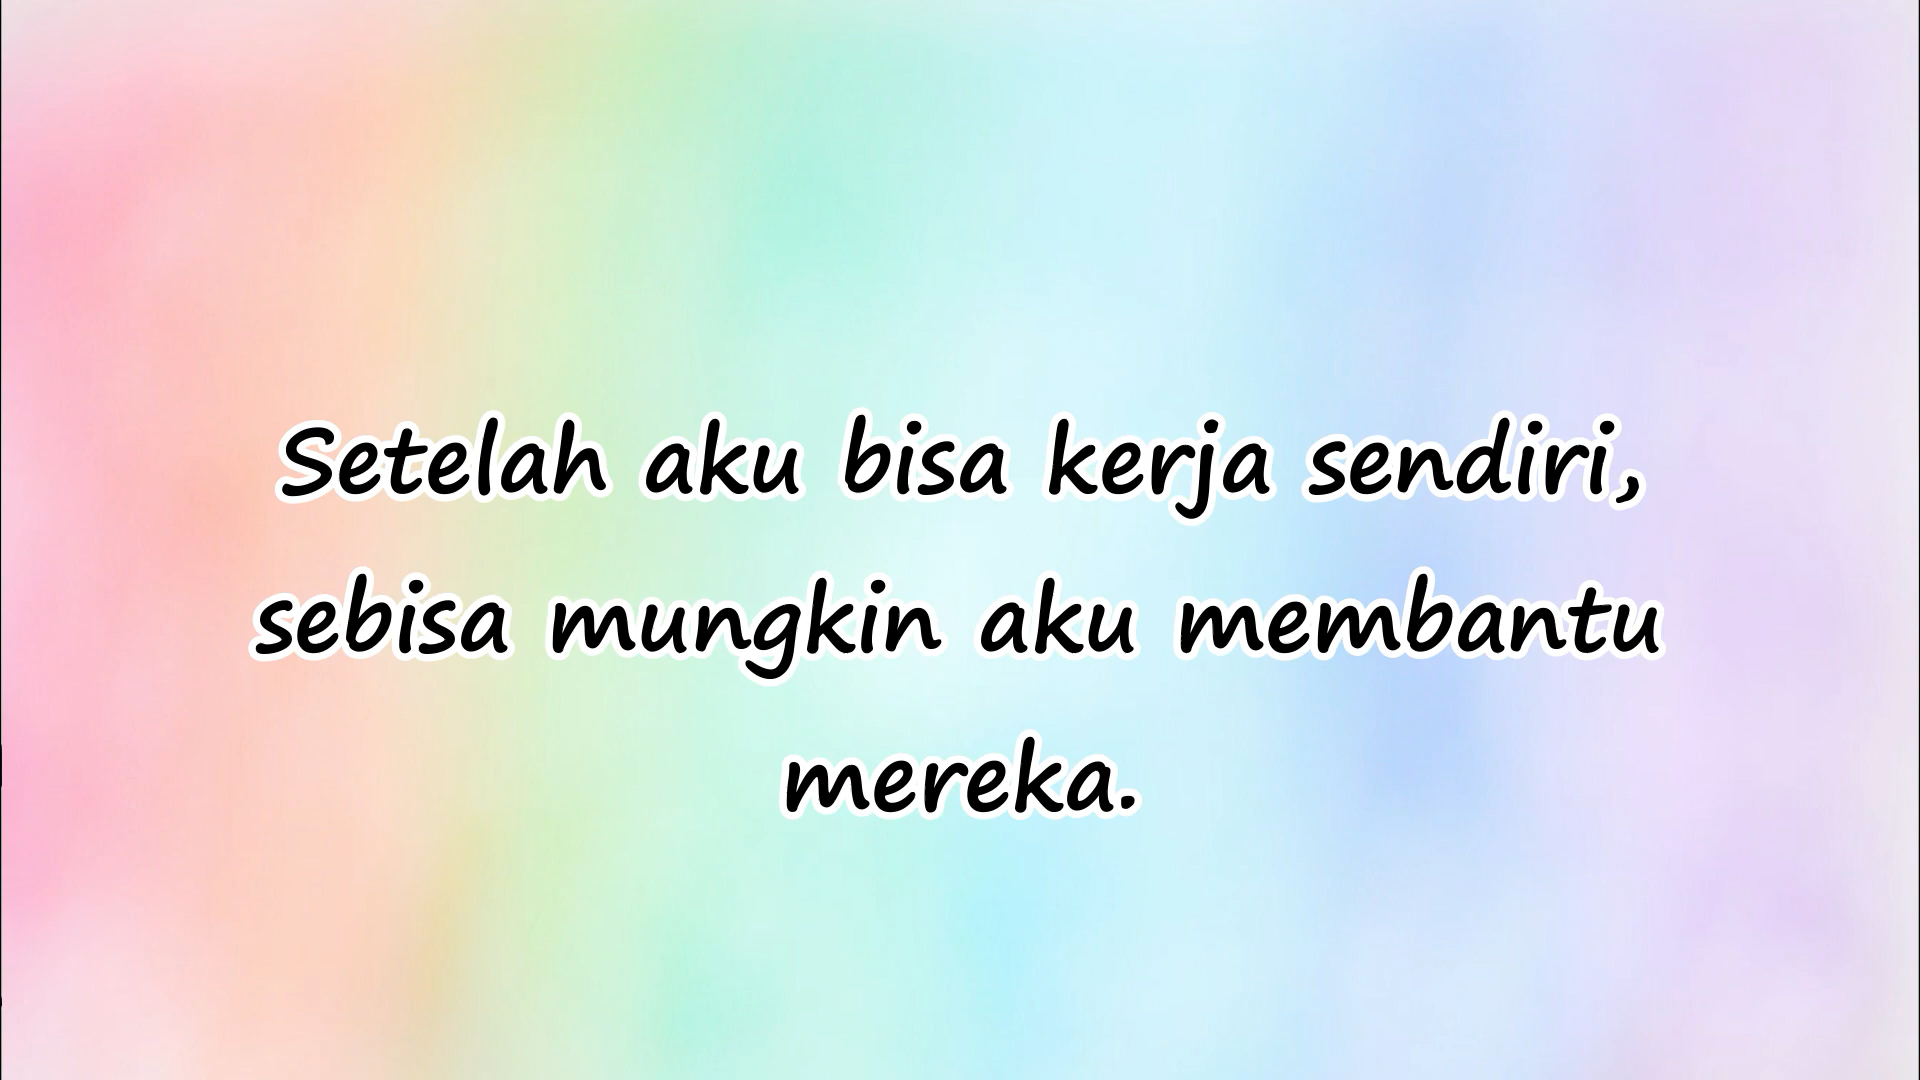 Setelah aku bisa kerja sendiri,
sebisa mungkin aku membantu
mereka.